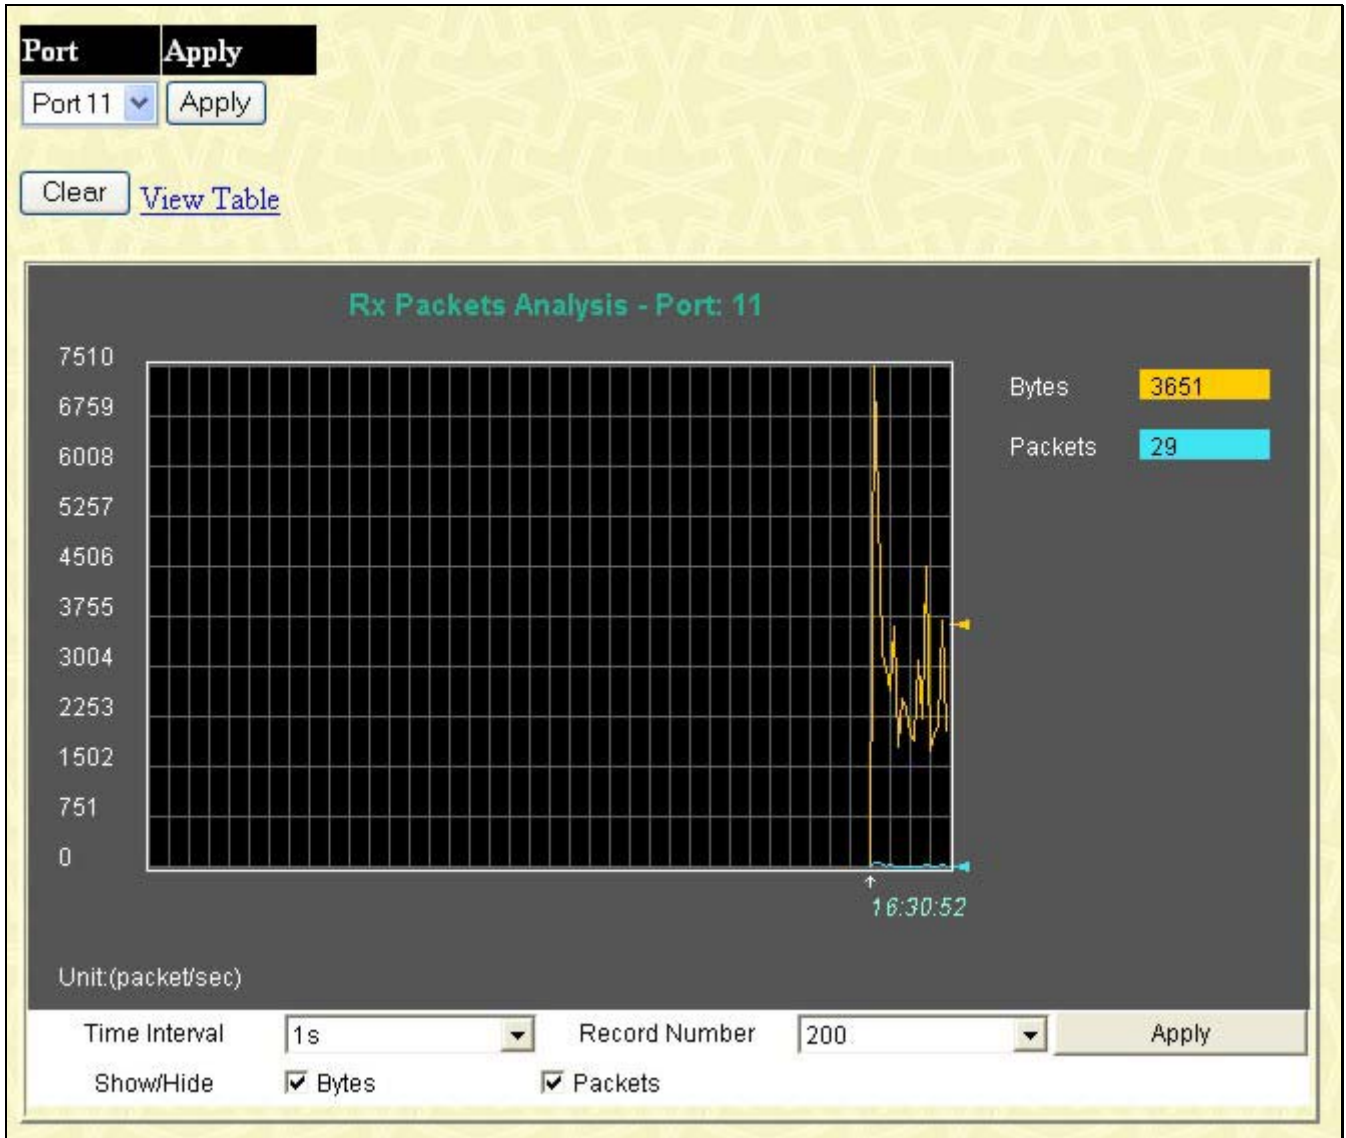 Port Apply
Port 11 Apply
Clear View Table
Rx Packets Analysis - Port: 11
7510
Bytes 3651
6759
Packets 29
6008
5257
4506
3755
3004
2253
1502
751
0
16:30:52
Unit:(packet/sec)
Time Interval 1s Record Number 200 Apply
Show/Hide Bytes Packets